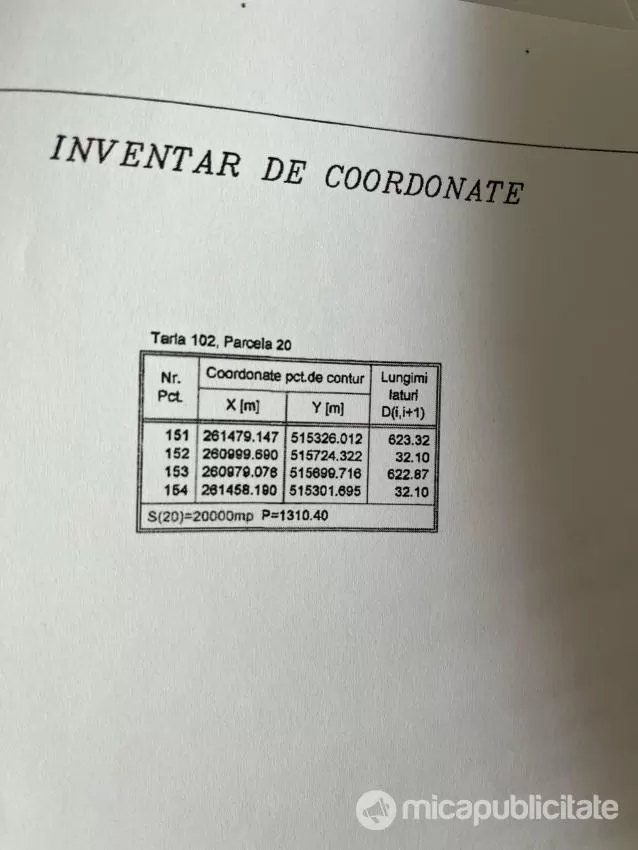 INVENTAR DE COORDONATE
Tarla 102, Parcela 20
Nr. Pct. Coordonate pct.de contur Lungimi laturi D(i,i+1)
X [m] Y [m]
151 261479.147 515326.012 623.32
152 260999.690 515724.322 32.10
153 260979.076 515699.716 622.87
154 261458.190 515301.695 32.10
S(20)=20000mp P=1310.40
micapublicitate